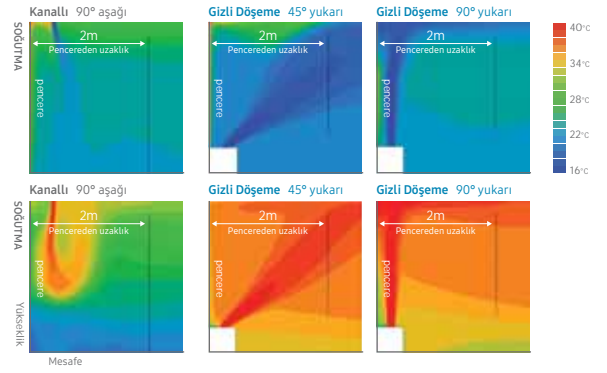 Kanallı 90° aşağı
Gizli Döşeme 45° yukarı
Gizli Döşeme 90° yukarı
SOĞUTMA
2m
Pencereden uzaklık
pencere
2m
Pencereden uzaklık
pencere
2m
Pencereden uzaklık
pencere
40°C
34°C
28°C
22°C
16°C
Kanallı 90° aşağı
Gizli Döşeme 45° yukarı
Gizli Döşeme 90° yukarı
SOĞUTMA
2m
Pencereden uzaklık
pencere
2m
Pencereden uzaklık
pencere
2m
Pencereden uzaklık
pencere
Yükseklik
Mesafe